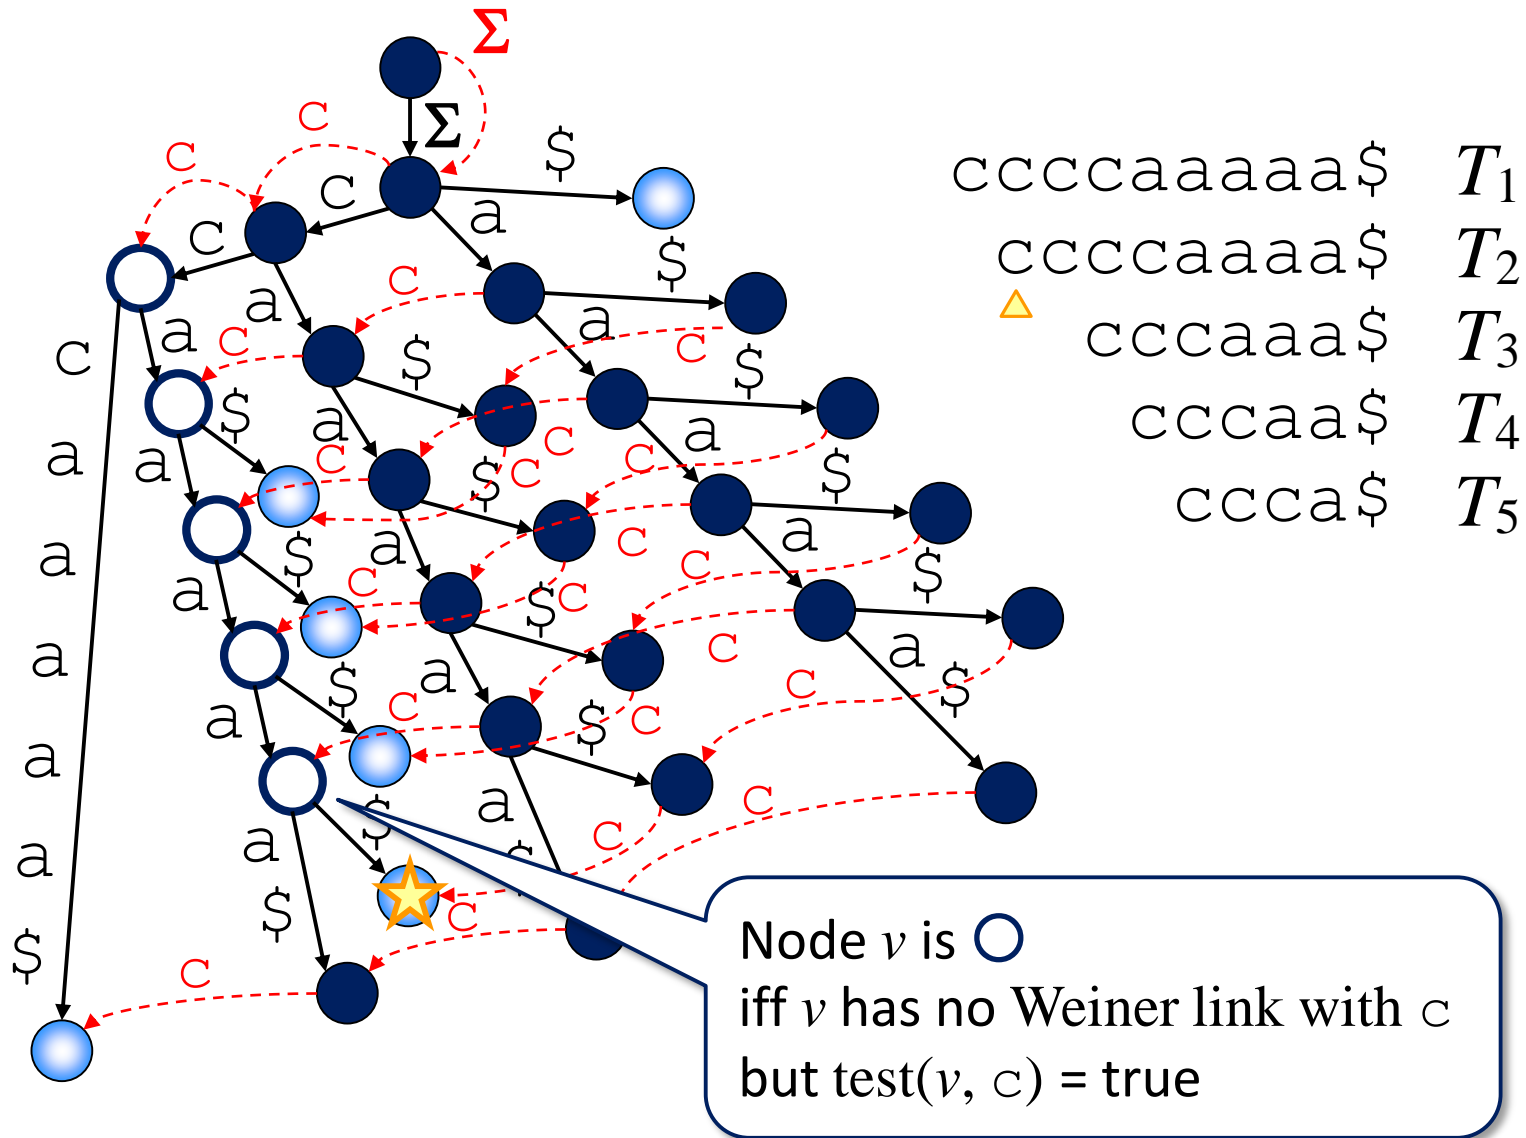 Σ
Σ
c
c
c
c
$
a
$
ccccaaaaa$ T1
ccccaaaa$ T2
cccaaa$ T3
cccaa$ T4
ccca$ T5
c
a
a
c
c
a
c
$
a
$
$
a
c
c
a
c
$
c
c
$
a
a
c
$
a
c
c
$
a
a
c
$
c
c
$
a
a
c
$
c
c
$
a
a
c
$
c
c
$
a
a
$
a
c
c
a
$
c
$
c
Node v is
iff v has no Weiner link with c
but test(v, c) = true